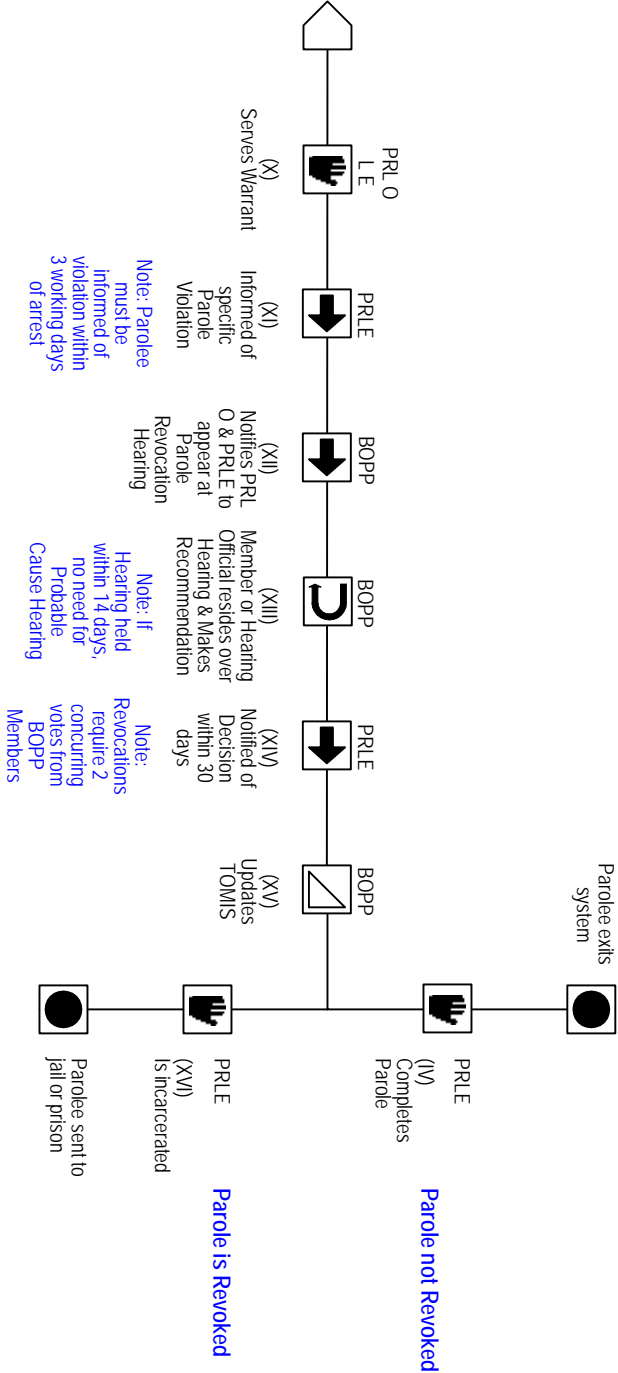 PRL O
L E
(X)
Serves Warrant
PRLE
(XI)
Informed of
specific
Parole
Violation
Note: Parolee
must be
informed of
violation within
3 working days
of arrest
BOPP
(XII)
Notifies PRL
O & PRLE to
appear at
Parole
Revocation
Hearing
BOPP
(XIII)
Member or Hearing
Official resides over
Hearing & Makes
Recommendation
Note: If
Hearing held
within 14 days,
no need for
Probable
Cause Hearing
PRLE
(XIV)
Notified of
Decision
within 30
days
Note:
Revocations
require 2
concurring
votes from
BOPP
Members
BOPP
(XV)
Updates
TOMIS
Parolee exits
system
PRLE
(IV)
Completes
Parole
Parole not Revoked
PRLE
(XVI)
Is incarcerated
Parole is Revoked
Parolee sent to
jail or prison